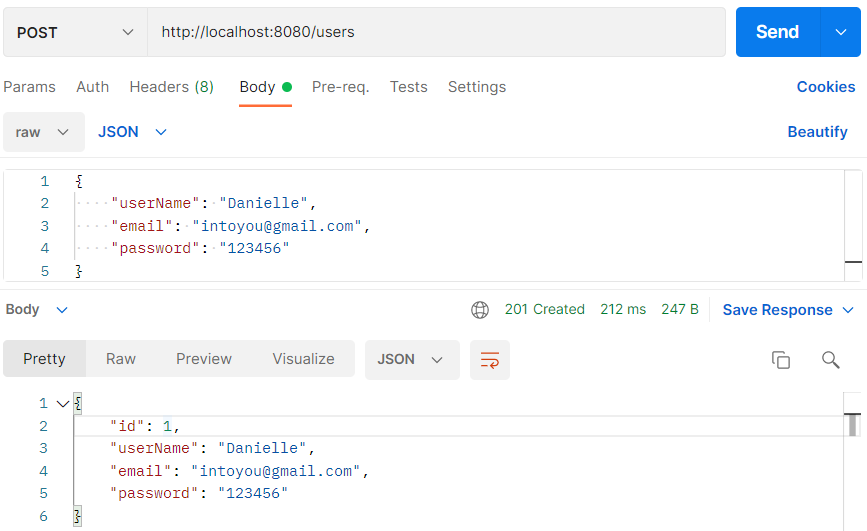 POST http://localhost:8080/users Send
Params Auth Headers (8) Body Pre-req. Tests Settings Cookies
raw JSON Beautify
1 {
2 "userName": "Danielle",
3 "email": "intoyou@gmail.com",
4 "password": "123456"
5 }
Body 201 Created 212 ms 247 B Save Response
Pretty Raw Preview Visualize JSON
1 {
2 "id": 1,
3 "userName": "Danielle",
4 "email": "intoyou@gmail.com",
5 "password": "123456"
6 }